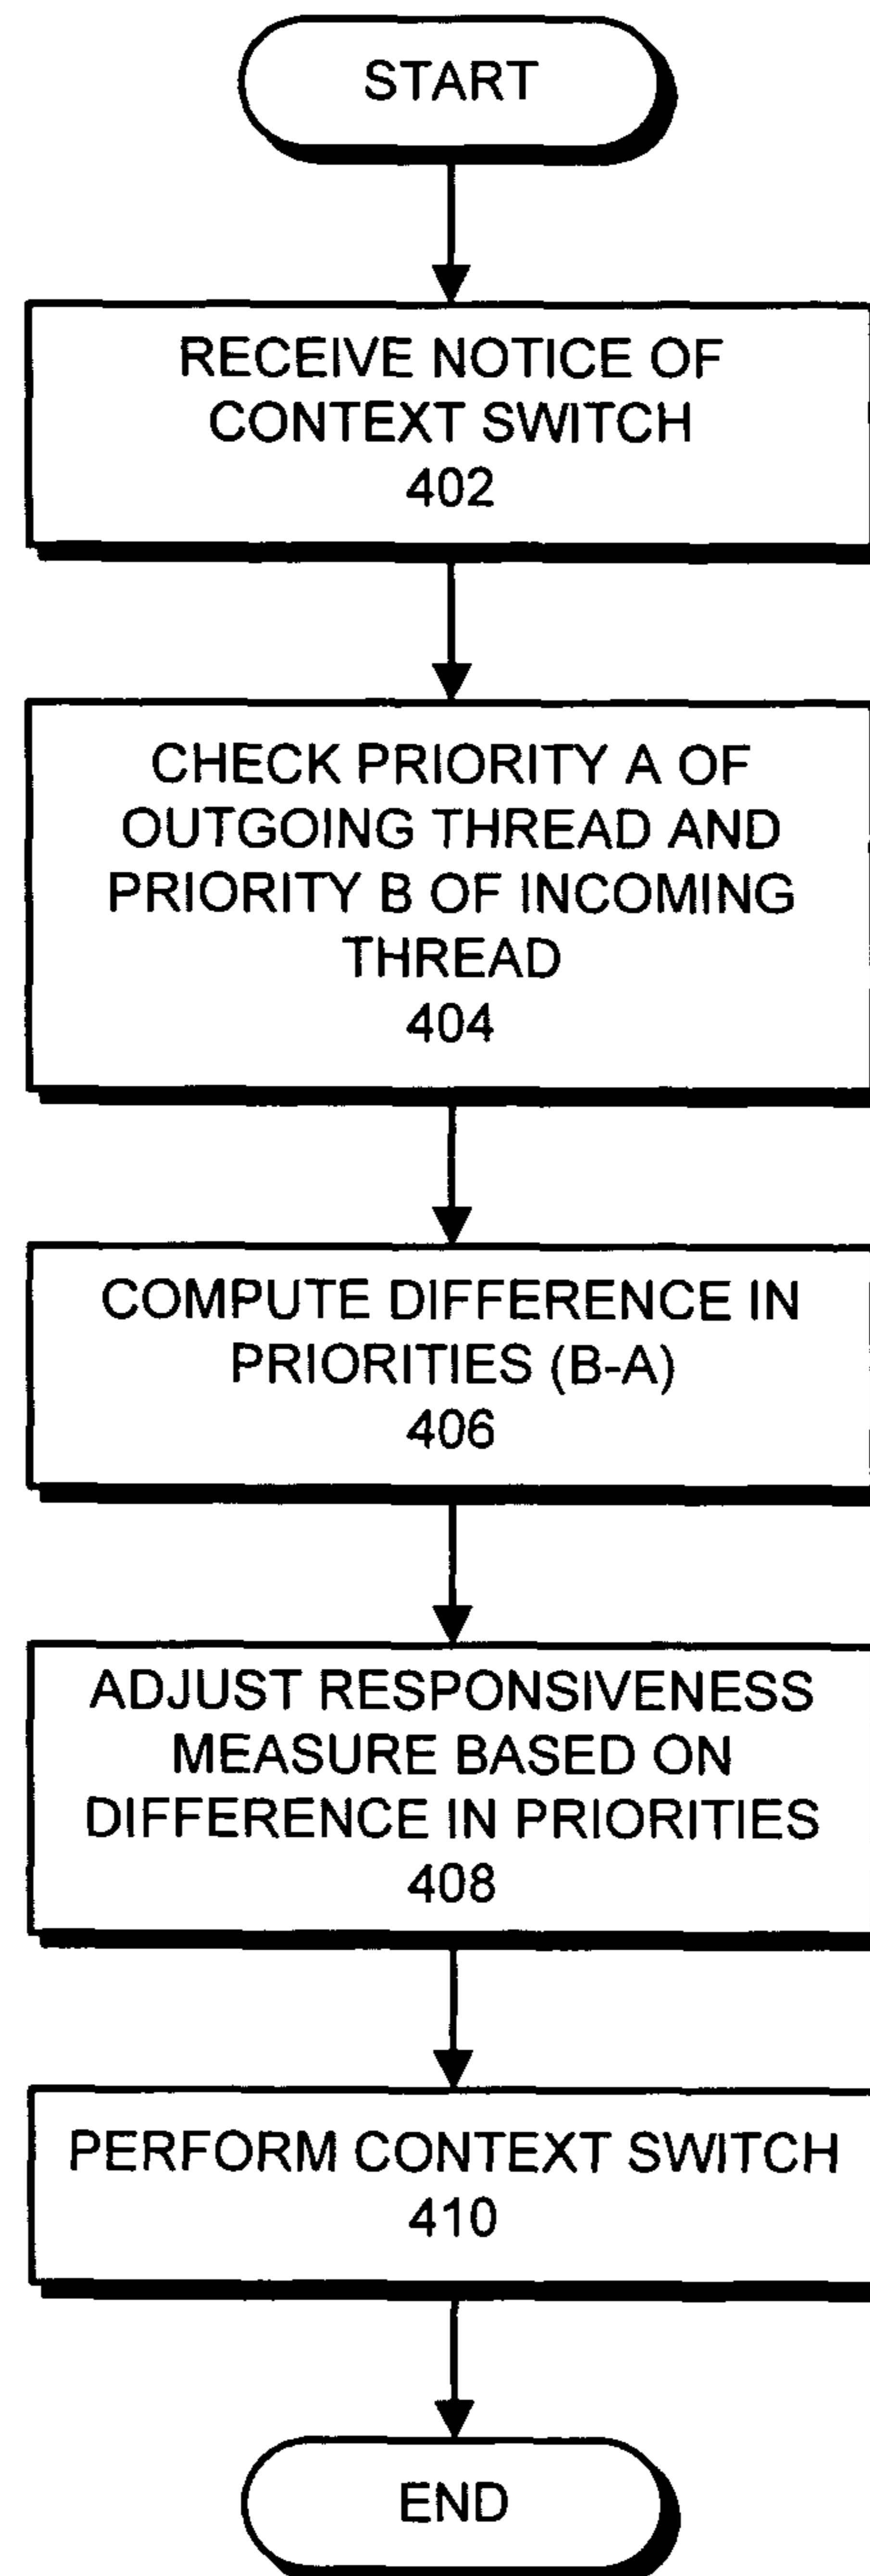 START
RECEIVE NOTICE OF
CONTEXT SWITCH
402
CHECK PRIORITY A OF
OUTGOING THREAD AND
PRIORITY B OF INCOMING
THREAD
404
COMPUTE DIFFERENCE IN
PRIORITIES (B-A)
406
ADJUST RESPONSIVENESS
MEASURE BASED ON
DIFFERENCE IN PRIORITIES
408
PERFORM CONTEXT SWITCH
410
END